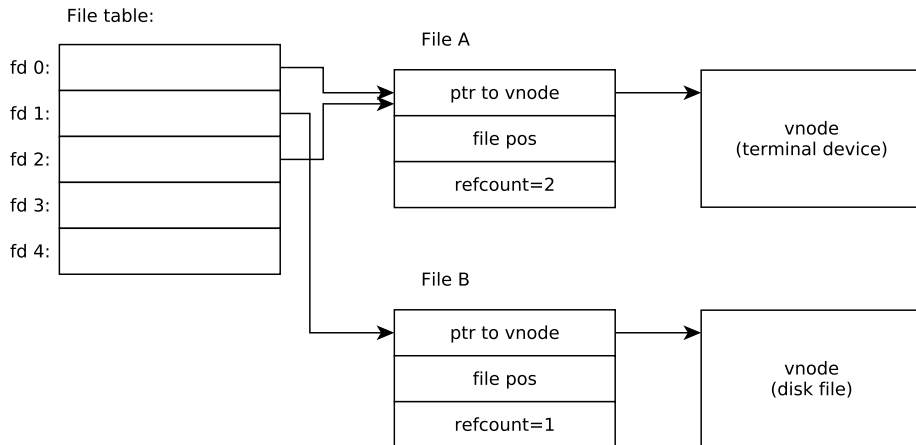 File table:
fd 0:
fd 1:
fd 2:
fd 3:
fd 4:
File A
ptr to vnode
file pos
refcount=2
vnode
(terminal device)
File B
ptr to vnode
file pos
refcount=1
vnode
(disk file)